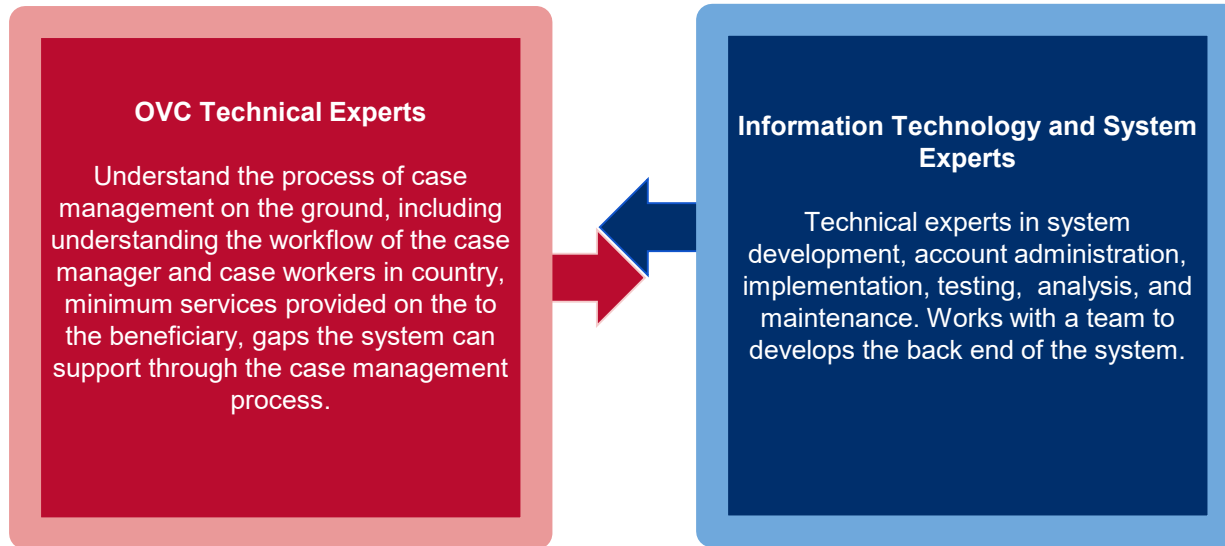 OVC Technical Experts
Understand the process of case
management on the ground, including
understanding the workflow of the case
manager and case workers in country,
minimum services provided on the to
the beneficiary, gaps the system can
support through the case management
process.
Information Technology and System
Experts
Technical experts in system
development, account administration,
implementation, testing,  analysis, and
maintenance. Works with a team to
develops the back end of the system.